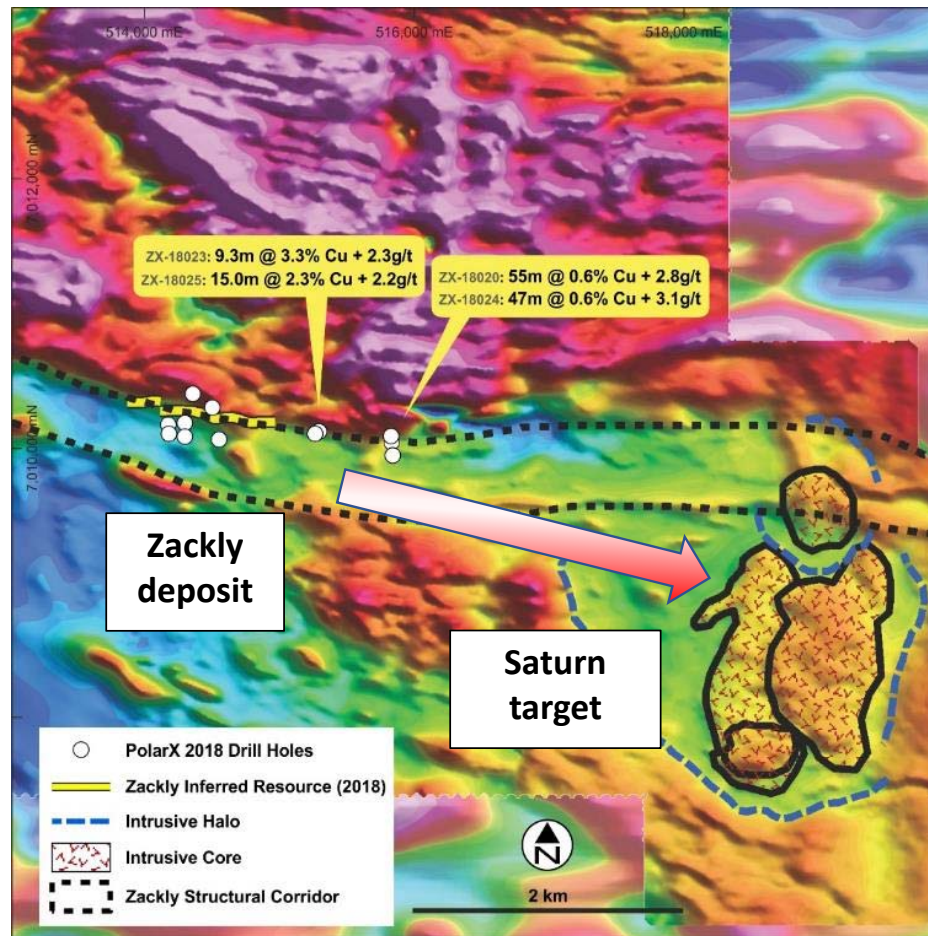 514,000 mE
516,000 mE
518,000 mE
7,012,000 mN
ZX-18023: 9.3m @ 3.3% Cu + 2.3g/t
ZX-18025: 15.0m @ 2.3% Cu + 2.2g/t
ZX-18020: 55m @ 0.6% Cu + 2.8g/t
ZX-18024: 47m @ 0.6% Cu + 3.1g/t
7,010,000 mN
Zackly
deposit
Saturn
target
PolarX 2018 Drill Holes
Zackly Inferred Resource (2018)
Intrusive Halo
Intrusive Core
Zackly Structural Corridor
N
2 km